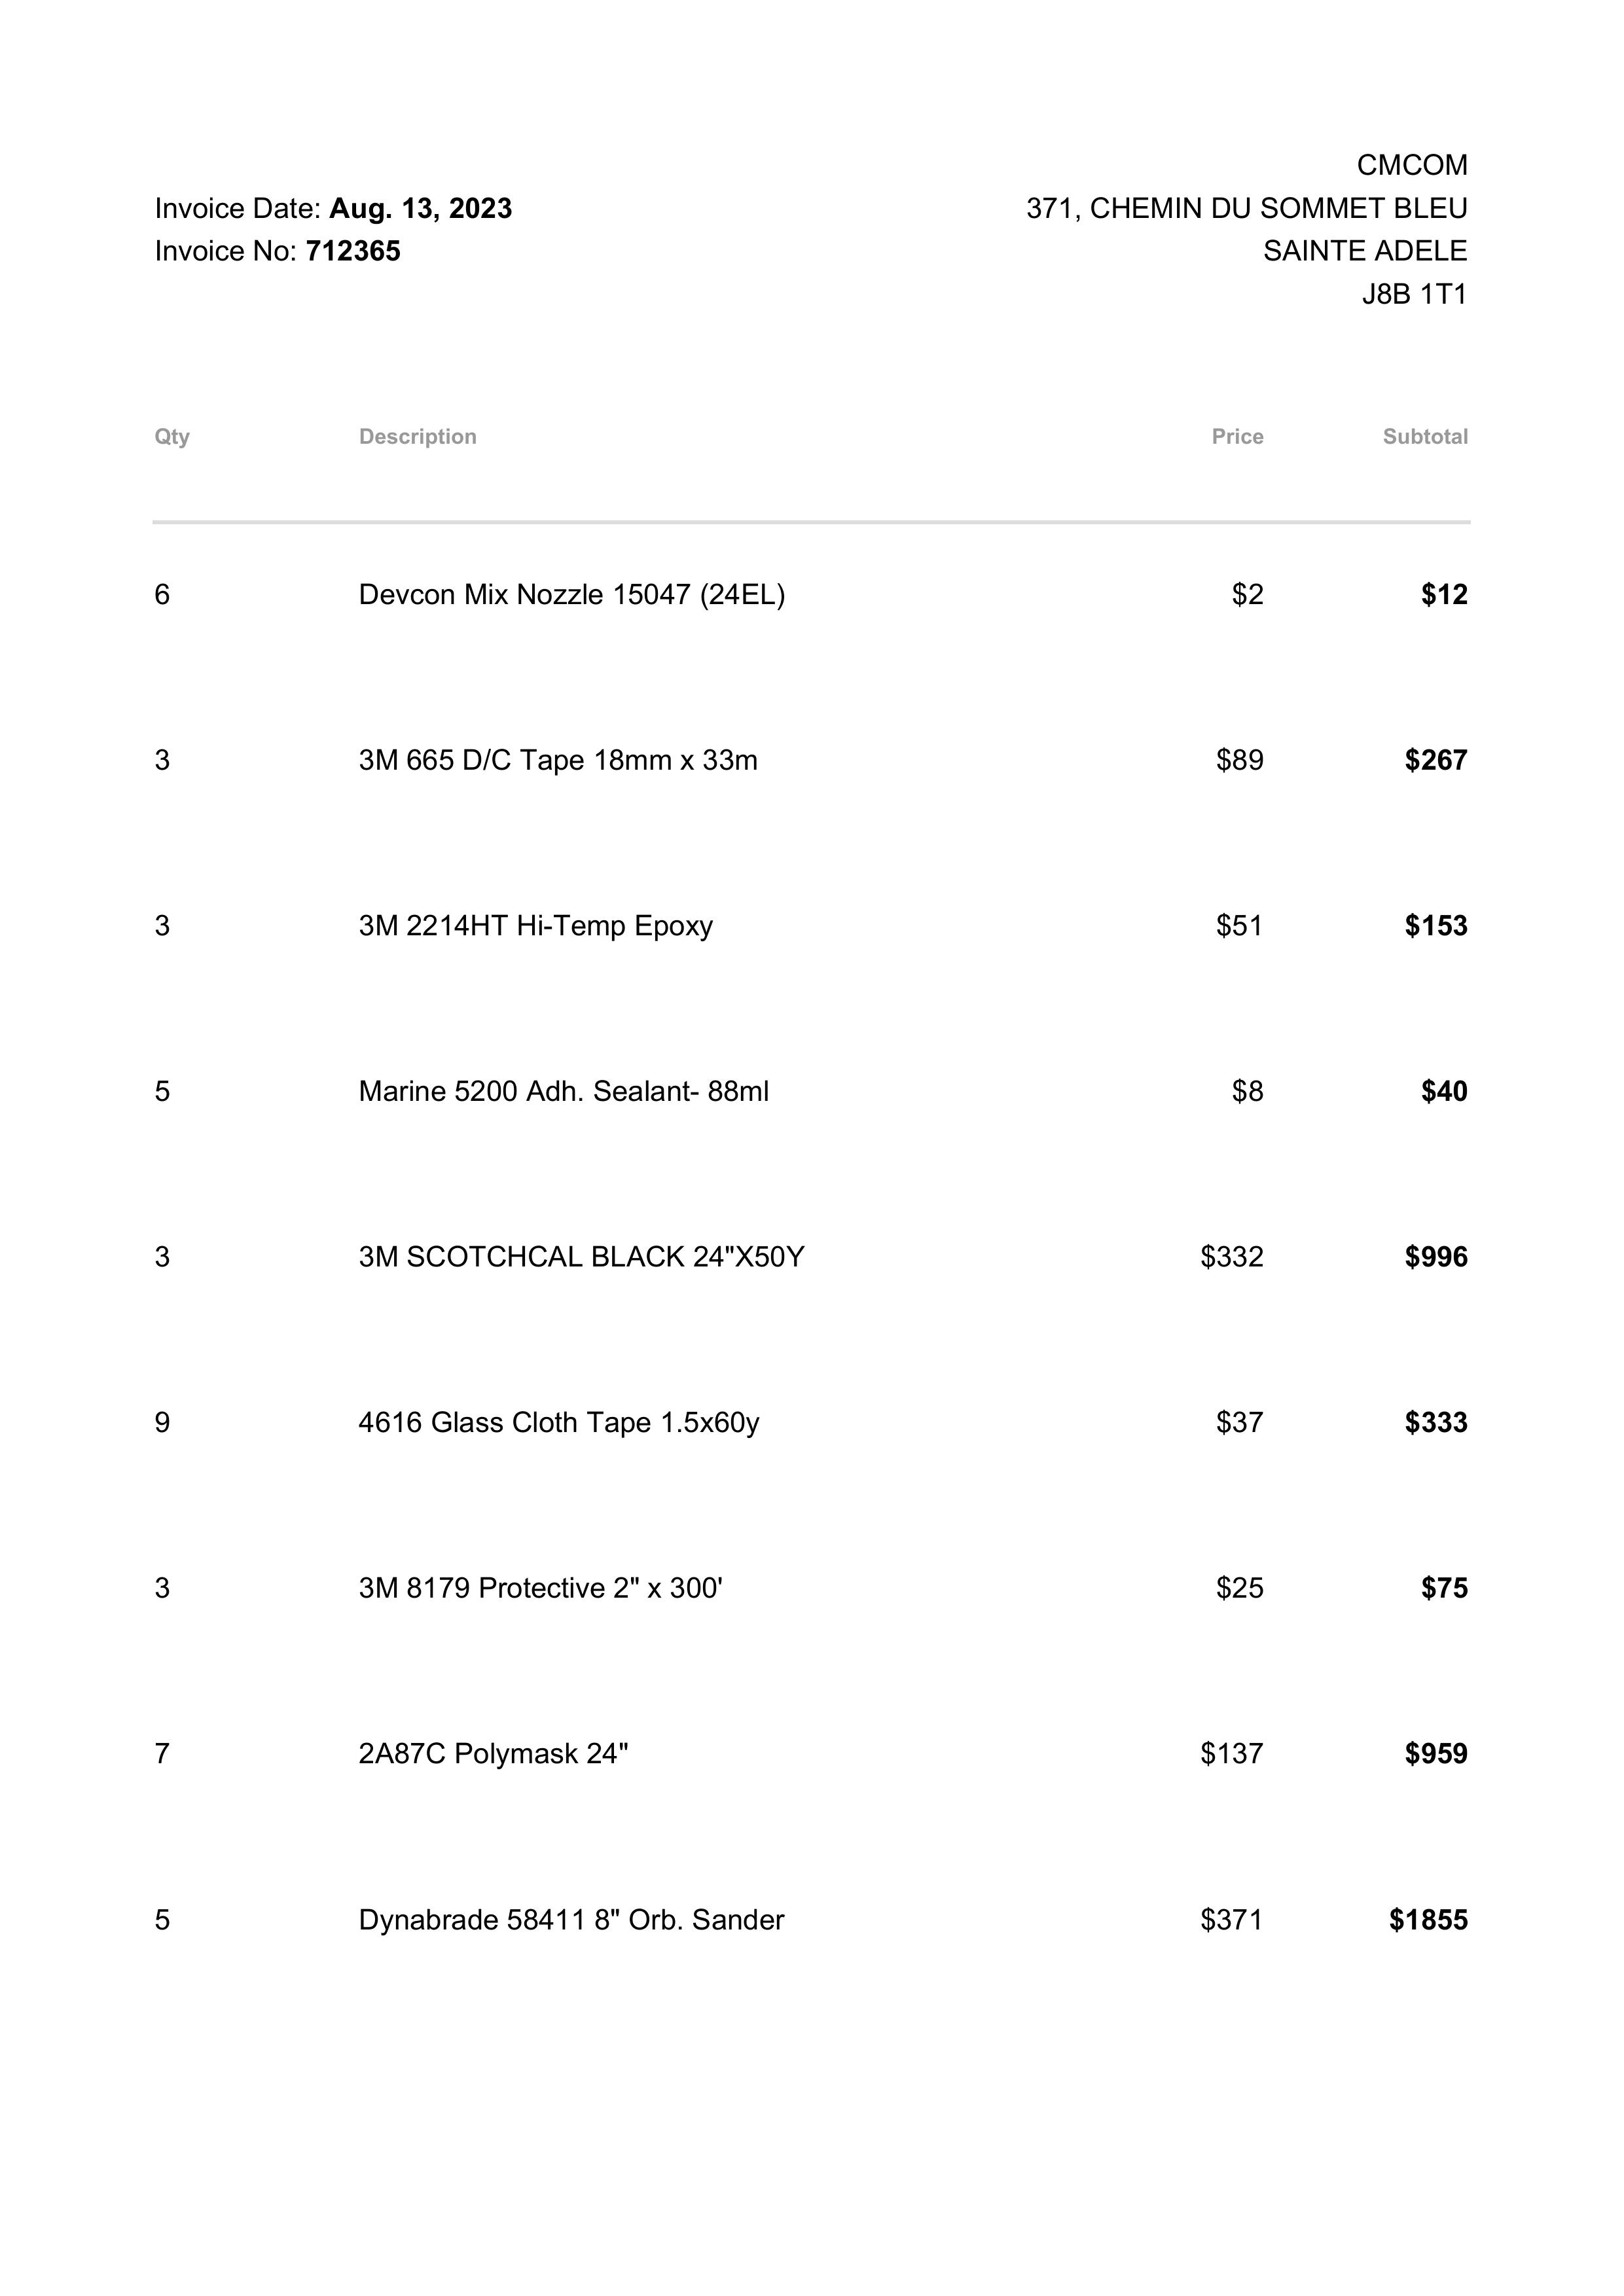 CMCOM
Invoice Date: Aug. 13, 2023 371, CHEMIN DU SOMMET BLEU
Invoice No: 712365 SAINTE ADELE
J8B 1T1
Qty Description Price Subtotal
6 Devcon Mix Nozzle 15047 (24EL) $2 $12
3 3M 665 D/C Tape 18mm x 33m $89 $267
3 3M 2214HT Hi-Temp Epoxy $51 $153
5 Marine 5200 Adh. Sealant- 88ml $8 $40
3 3M SCOTCHCAL BLACK 24"X50Y $332 $996
9 4616 Glass Cloth Tape 1.5x60y $37 $333
3 3M 8179 Protective 2" x 300' $25 $75
7 2A87C Polymask 24" $137 $959
5 Dynabrade 58411 8" Orb. Sander $371 $1855